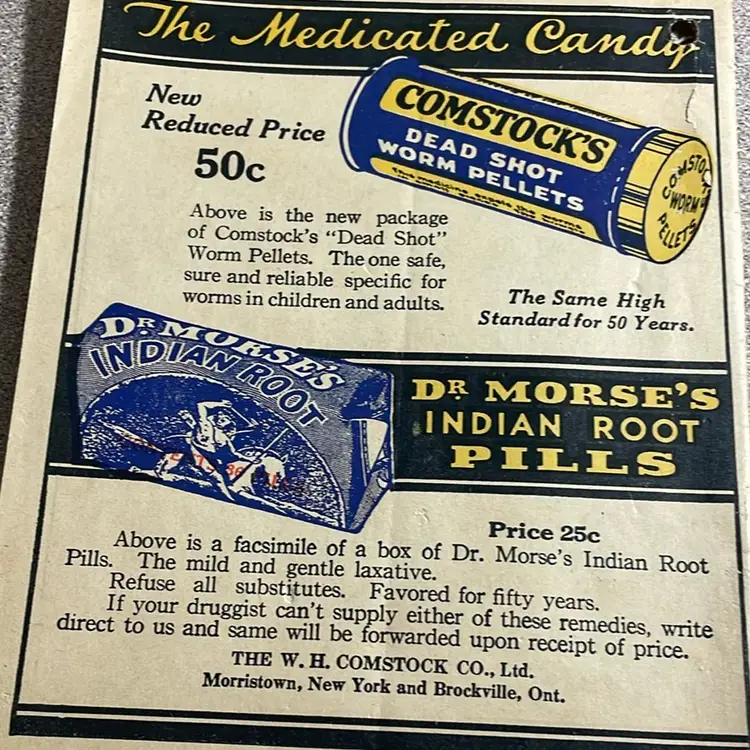 The Medicated Candy
New
Reduced Price
50c
COMSTOCK'S
DEAD SHOT
WORM PELLETS
This medicine expels the worms
COMSTOCK
WORM
PELLETS
Above is the new package
of Comstock's "Dead Shot"
Worm Pellets. The one safe,
sure and reliable specific for
worms in children and adults.
The Same High
Standard for 50 Years.
DR MORSE'S
INDIAN ROOT
DR MORSE'S
INDIAN ROOT
PILLS
Price 25c
Above is a facsimile of a box of Dr. Morse's Indian Root
Pills. The mild and gentle laxative.
Refuse all substitutes. Favored for fifty years.
If your druggist can't supply either of these remedies, write
direct to us and same will be forwarded upon receipt of price.
THE W. H. COMSTOCK CO., Ltd.
Morristown, New York and Brockville, Ont.